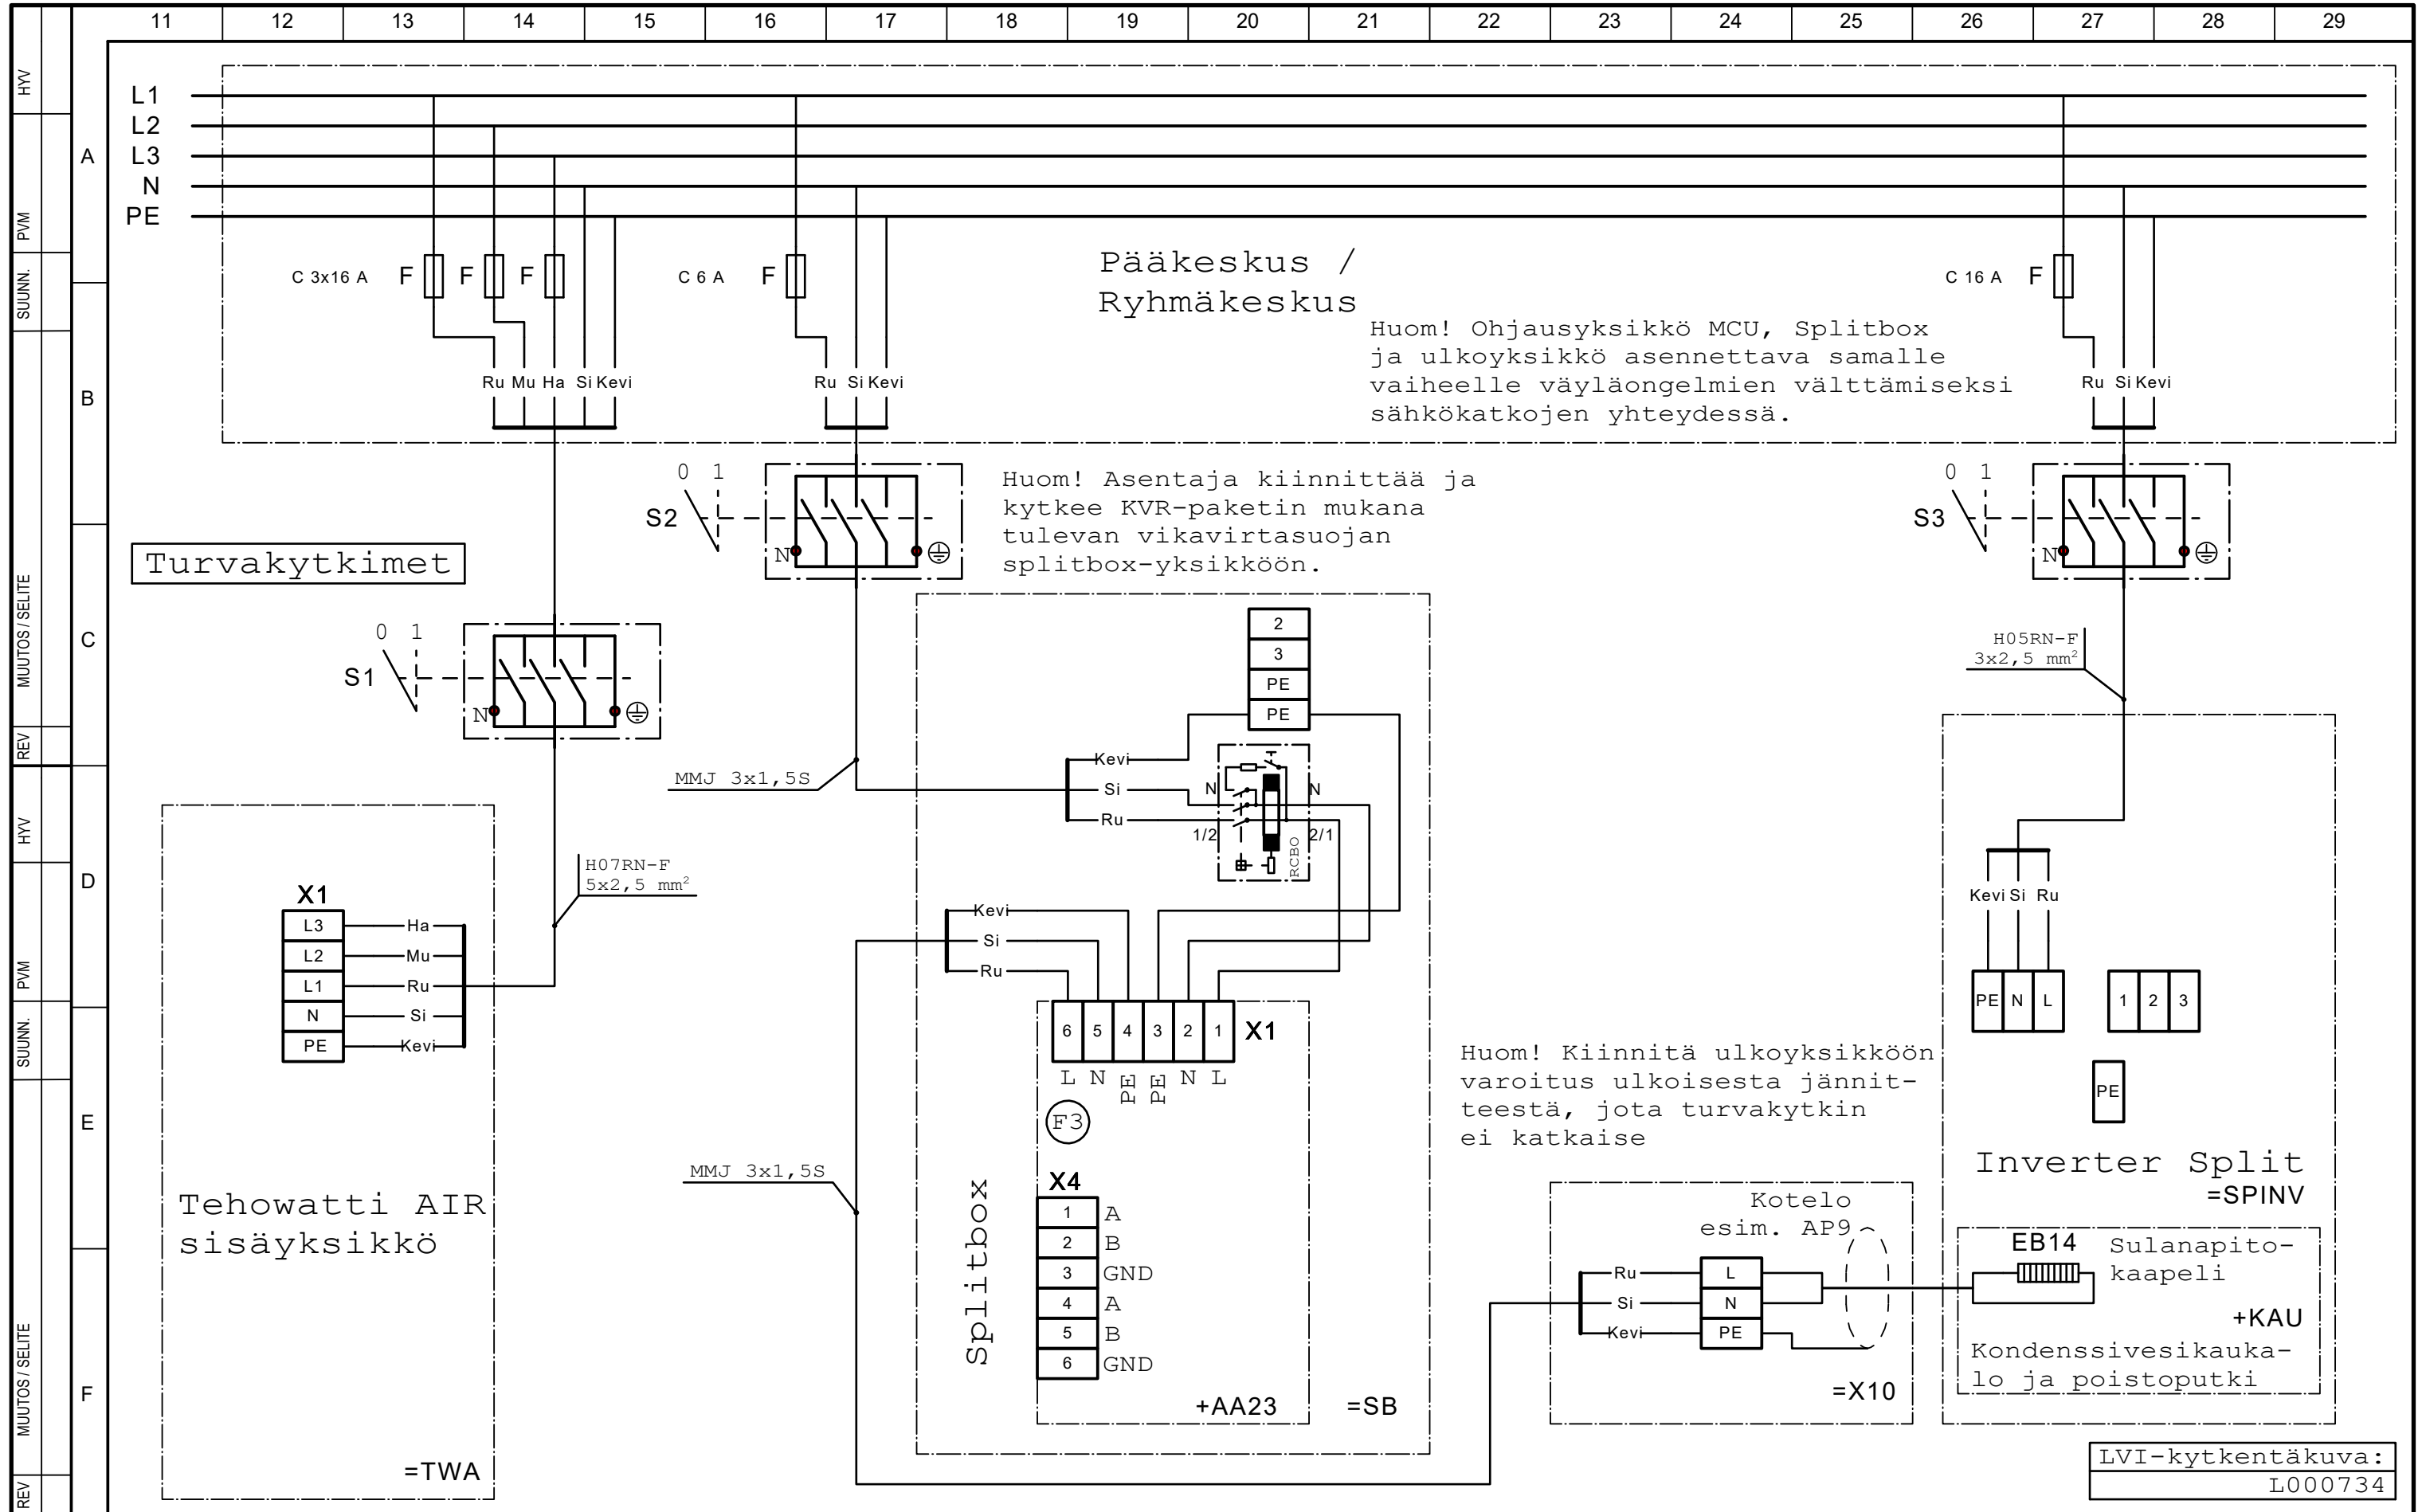 11 12 13 14 15 16 17 18 19 20 21 22 23 24 25 26 27 28 29
HYV
PVM
SUUNN.
MUUTOS / SELITE
REV
HYV
PVM
SUUNN.
MUUTOS / SELITE
REV
A
B
C
D
E
F
L1
L2
L3
N
PE
C 3x16 A F F F
C 6 A F
C 16 A F
Pääkeskus /
Ryhmäkeskus
Huom! Ohjausyksikkö MCU, Splitbox
ja ulkoyksikkö asennettava samalle
vaiheelle väyläongelmien välttämiseksi
sähkökatkojen yhteydessä.
Ru Mu Ha Si Kevi
Ru Si Kevi
Ru Si Kevi
0 1
S2
N
Huom! Asentaja kiinnittää ja
kytkee KVR-paketin mukana
tulevan vikavirtasuojan
splitbox-yksikköön.
0 1
S3
N
Turvakytkimet
0 1
S1
N
H05RN-F
3x2,5 mm²
2
3
PE
PE
MMJ 3x1,5S
Kevi
Si
Ru
N
N
1/2
2/1
RCBO
H07RN-F
5x2,5 mm²
X1
L3 Ha
L2 Mu
L1 Ru
N Si
PE Kevi
Tehowatti AIR
sisäyksikkö
=TWA
Kevi
Si
Ru
6 5 4 3 2 1 X1
L N PE PE N L
F3
MMJ 3x1,5S
Splitbox
X4
1 A
2 B
3 GND
4 A
5 B
6 GND
+AA23
=SB
Kevi Si Ru
PE N L
1 2 3
PE
Huom! Kiinnitä ulkoyksikköön
varoitus ulkoisesta jännit-
teestä, jota turvakytkin
ei katkaise
Inverter Split
=SPINV
Kotelo
esim. AP9
Ru L
Si N
Kevi PE
=X10
EB14 Sulanapito-
kaapeli
+KAU
Kondenssivesikauka-
lo ja poistoputki
LVI-kytkentäkuva:
L000734